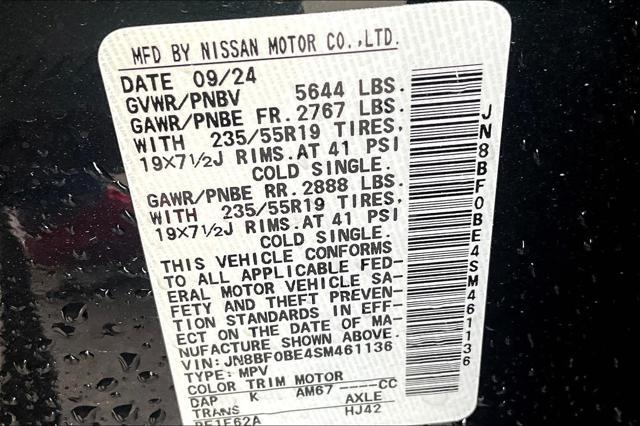 MFD BY NISSAN MOTOR CO.,LTD.
DATE 09/24
GVWR/PNBV 5644 LBS.
GAWR/PNBE FR. 2767 LBS.
WITH 235/55R19 TIRES,
19X7½J RIMS.AT 41 PSI
COLD SINGLE.
GAWR/PNBE RR. 2888 LBS.
WITH 235/55R19 TIRES,
19X7½J RIMS.AT 41 PSI
COLD SINGLE.
THIS VEHICLE CONFORMS
TO ALL APPLICABLE FED-
ERAL MOTOR VEHICLE SA-
FETY AND THEFT PREVEN-
TION STANDARDS IN EFF-
ECT ON THE DATE OF MA-
NUFACTURE SHOWN ABOVE.
VIN:JN8BF0BE4SM461136
TYPE: MPV
COLOR TRIM MOTOR
DAP K AM67 ----CC
TRANS AXLE
RE1F62A HJ42
JN8BF0BE4SM461136